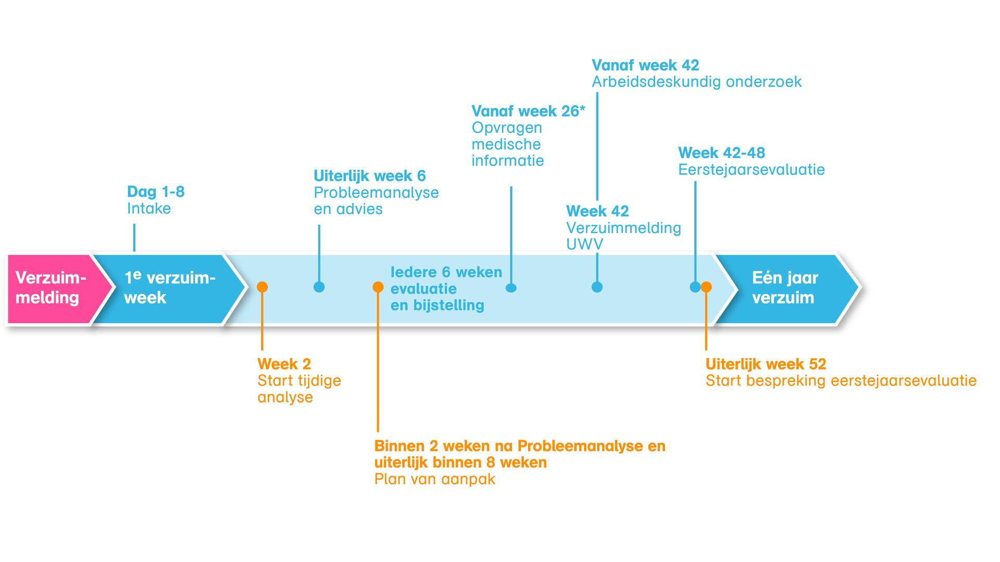 Vanaf week 42
Arbeidsdeskundig onderzoek
Vanaf week 26*
Opvragen
medische
informatie
Week 42-48
Eerstejaarsevaluatie
Uiterlijk week 6
Probleemanalyse
en advies
Dag 1-8
Intake
Week 42
Verzuimmelding
UWV
Verzuim-
melding
1e verzuim-
week
Iedere 6 weken
evaluatie
en bijstelling
Eén jaar
verzuim
Week 2
Start tijdige
analyse
Uiterlijk week 52
Start bespreking eerstejaarsevaluatie
Binnen 2 weken na Probleemanalyse en
uiterlijk binnen 8 weken
Plan van aanpak